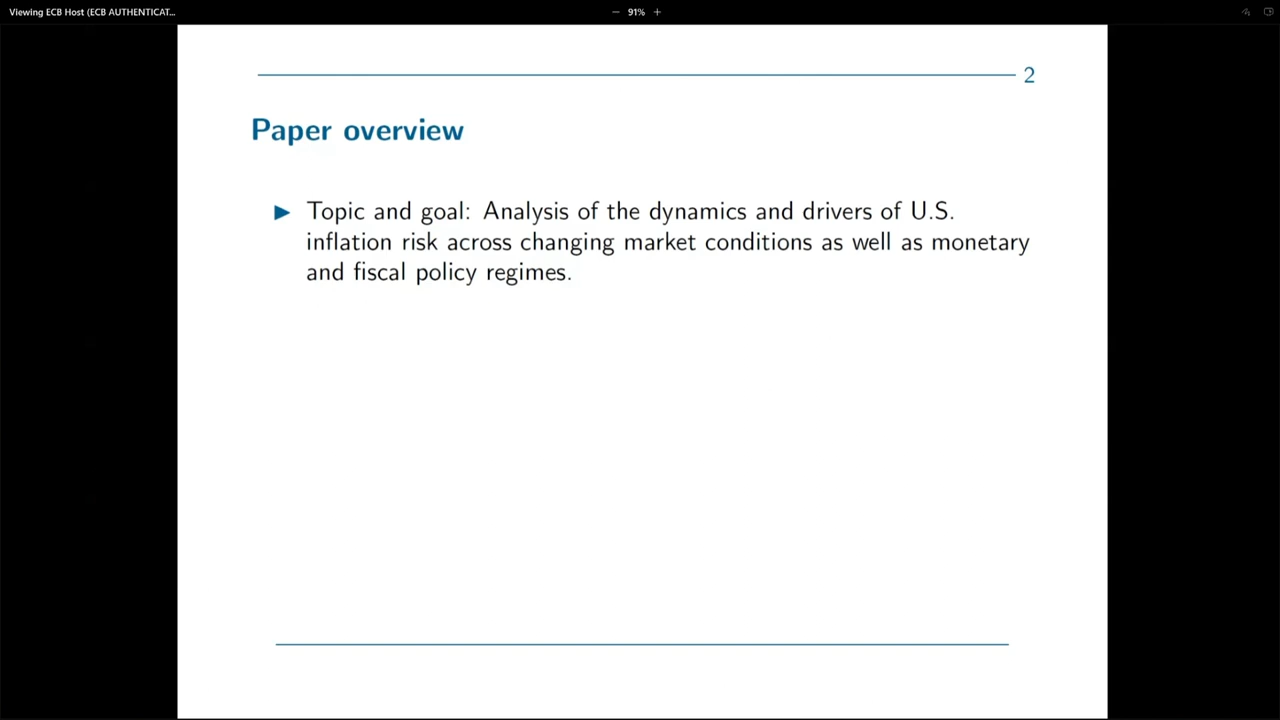 Viewing ECB Host (ECB AUTHENTICAT...
− 91% +
2
Paper overview
▶ Topic and goal: Analysis of the dynamics and drivers of U.S.
inflation risk across changing market conditions as well as monetary
and fiscal policy regimes.